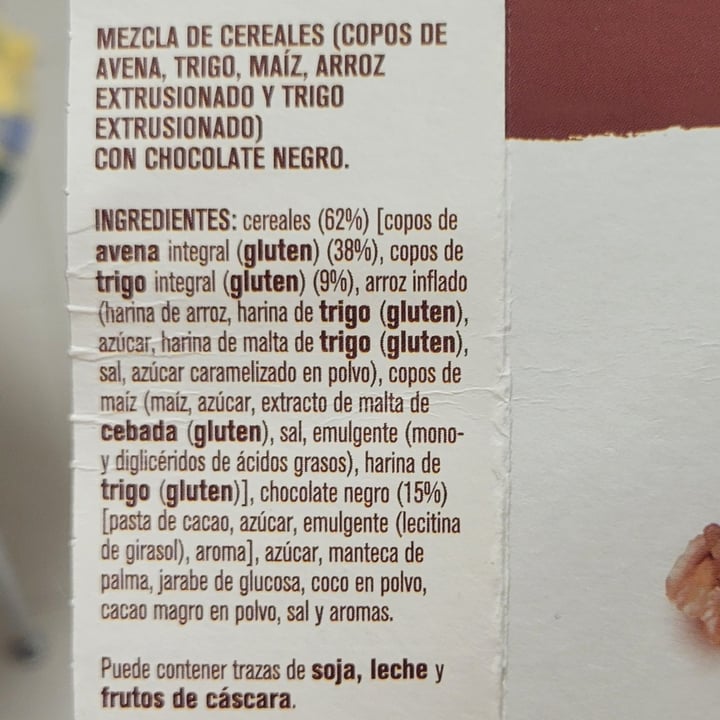 MEZCLA DE CEREALES (COPOS DE
AVENA, TRIGO, MAÍZ, ARROZ
EXTRUSIONADO Y TRIGO
EXTRUSIONADO)
CON CHOCOLATE NEGRO.
INGREDIENTES: cereales (62%) [copos de
avena integral (gluten) (38%), copos de
trigo integral (gluten) (9%), arroz inflado
(harina de arroz, harina de trigo (gluten),
azúcar, harina de malta de trigo (gluten),
sal, azúcar caramelizado en polvo), copos de
maíz (maíz, azúcar, extracto de malta de
cebada (gluten), sal, emulgente (mono-
y diglicéridos de ácidos grasos), harina de
trigo (gluten)], chocolate negro (15%)
[pasta de cacao, azúcar, emulgente (lecitina
de girasol), aroma], azúcar, manteca de
palma, jarabe de glucosa, coco en polvo,
cacao magro en polvo, sal y aromas.
Puede contener trazas de soja, leche y
frutos de cáscara.